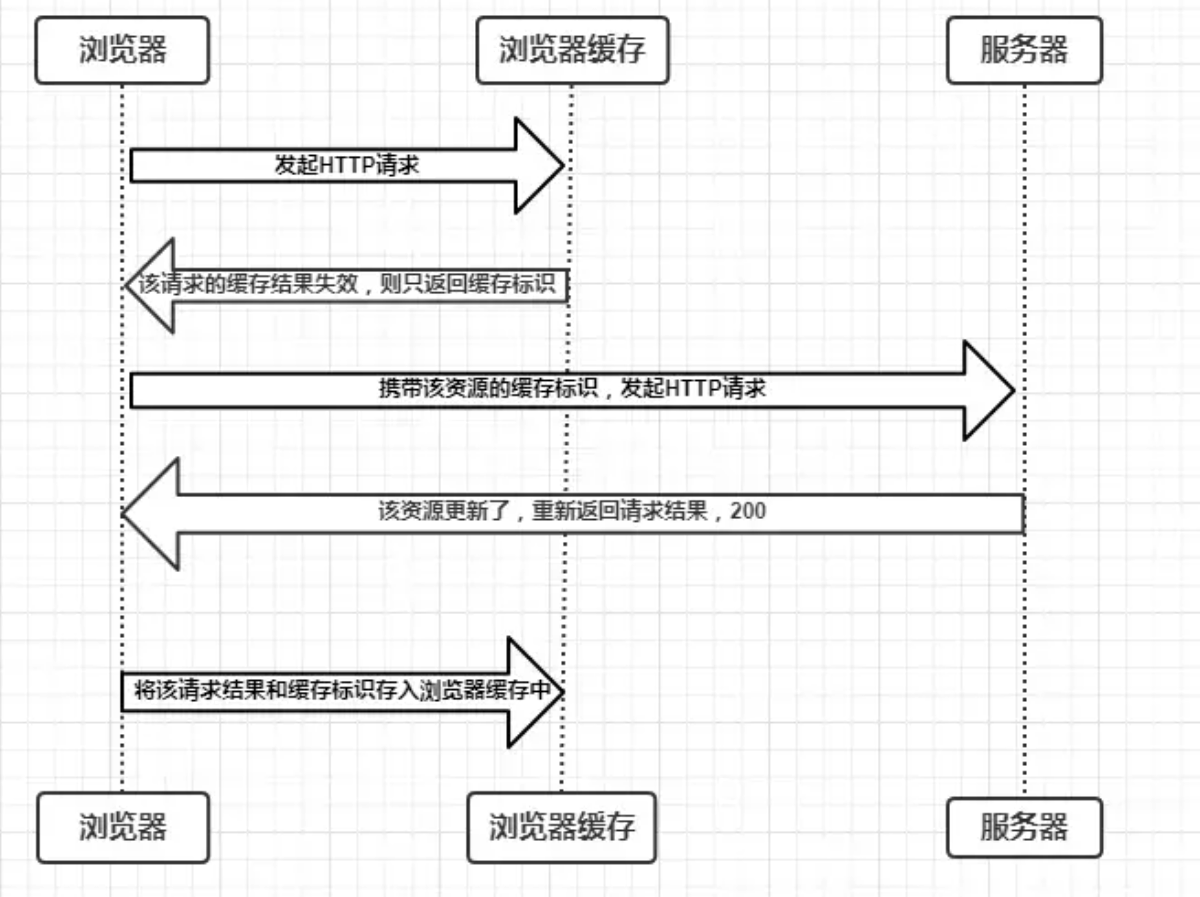 浏览器
浏览器缓存
服务器
发起HTTP请求
该请求的缓存结果失效，则只返回缓存标识
携带该资源的缓存标识，发起HTTP请求
该资源更新了，重新返回请求结果，200
将该请求结果和缓存标识存入浏览器缓存中
浏览器
浏览器缓存
服务器